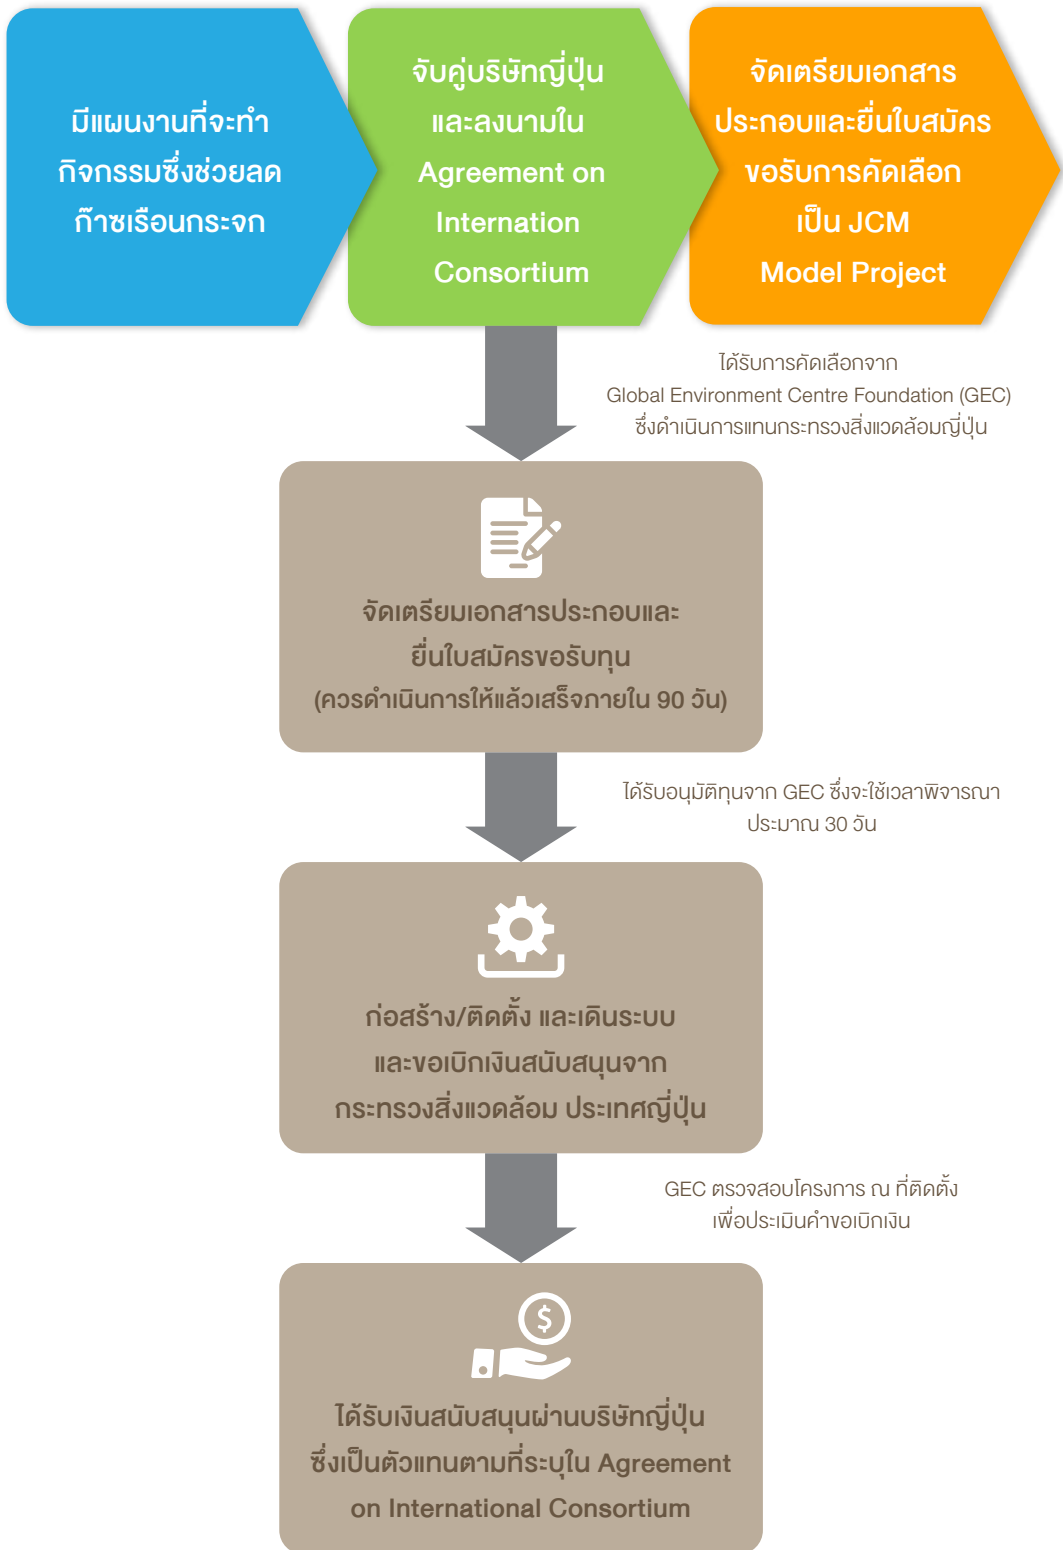 มีแผนงานที่จะทำ
กิจกรรมซึ่งช่วยลด
ก๊าซเรือนกระจก
จับคู่บริษัทญี่ปุ่น
และลงนามใน
Agreement on
Internation
Consortium
จัดเตรียมเอกสาร
ประกอบและยื่นใบสมัคร
ขอรับการคัดเลือก
เป็น JCM
Model Project
ได้รับการคัดเลือกจาก
Global Environment Centre Foundation (GEC)
ซึ่งดำเนินการแทนกระทรวงสิ่งแวดล้อมญี่ปุ่น
จัดเตรียมเอกสารประกอบและ
ยื่นใบสมัครขอรับทุน
(ควรดำเนินการให้แล้วเสร็จภายใน 90 วัน)
ได้รับอนุมัติทุนจาก GEC ซึ่งจะใช้เวลาพิจารณา
ประมาณ 30 วัน
ก่อสร้าง/ติดตั้ง และเดินระบบ
และขอเบิกเงินสนับสนุนจาก
กระทรวงสิ่งแวดล้อม ประเทศญี่ปุ่น
GEC ตรวจสอบโครงการ ณ ที่ติดตั้ง
เพื่อประเมินคำขอเบิกเงิน
$
ได้รับเงินสนับสนุนผ่านบริษัทญี่ปุ่น
ซึ่งเป็นตัวแทนตามที่ระบุใน Agreement
on International Consortium